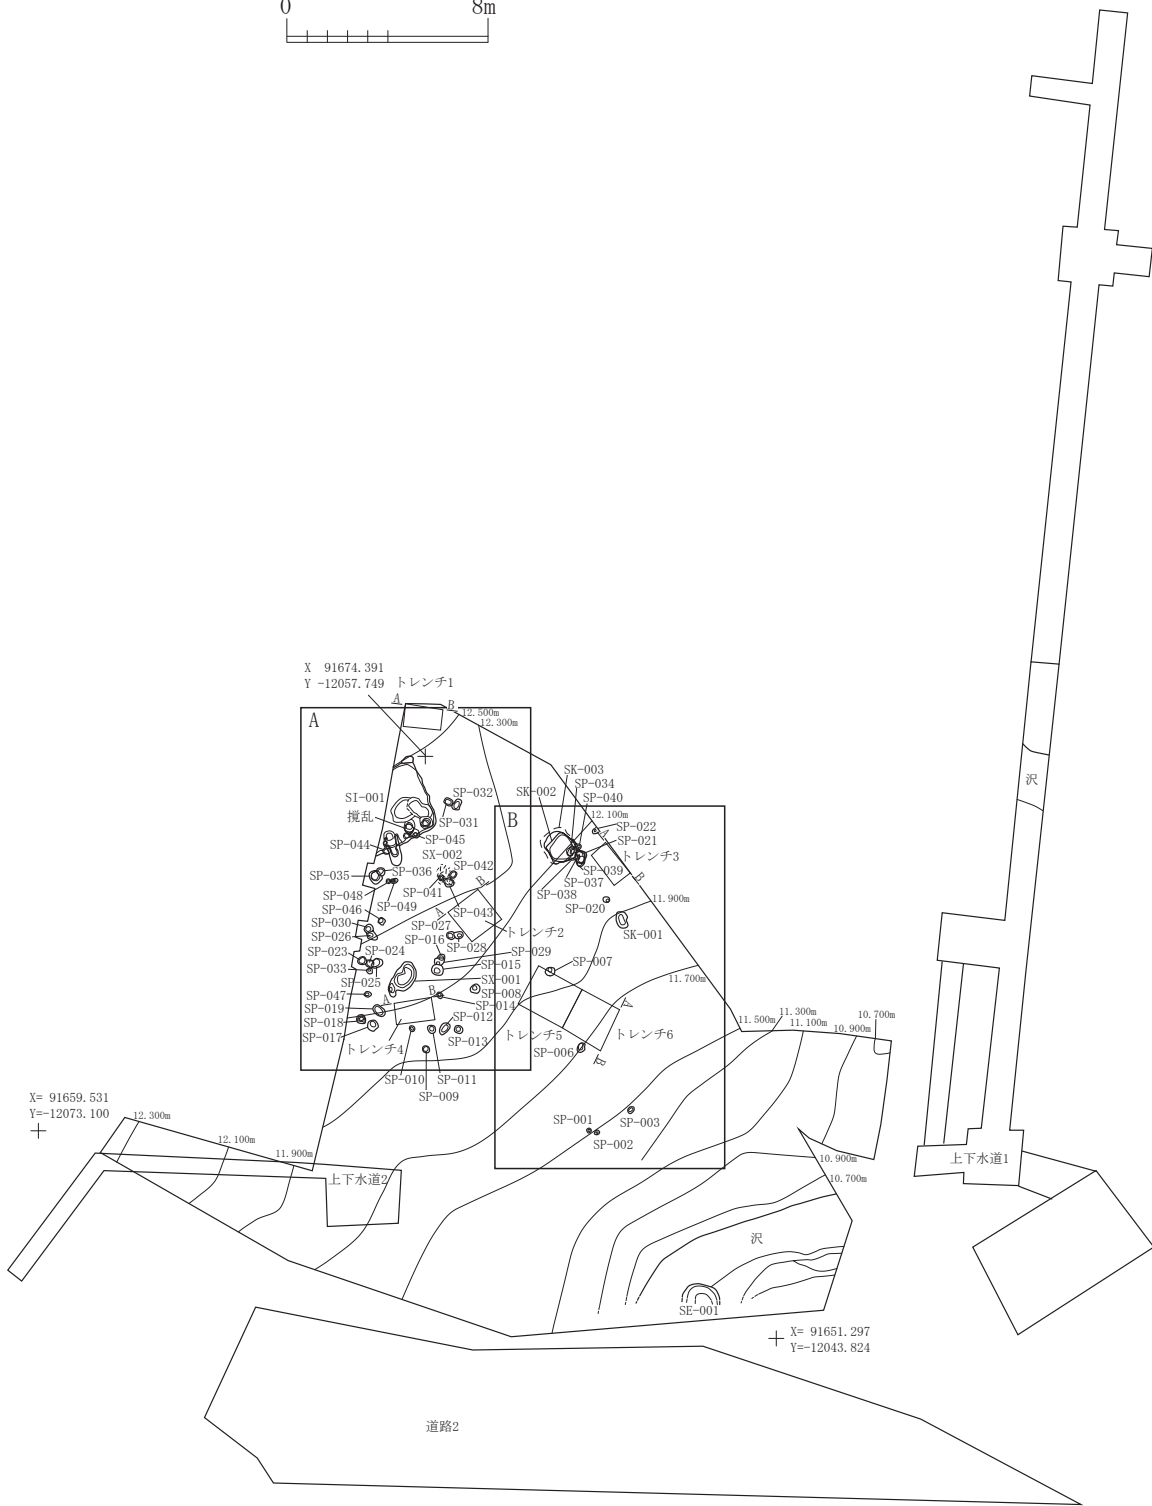 0 8m
沢
X 91674.391
Y -12057.749
トレンチ1
A B
12.500m
12.300m
A
SK-003
SP-034
SK-002
SP-040
SI-001
SP-032
12.100m
撹乱
SP-031
B
SP-022
SP-021
SP-044
SP-045
SX-002
トレンチ3
A
B
SP-042
SP-036
SP-035
SP-039
SP-037
SP-038
SP-048
SP-041
SP-049
SP-046
SP-043
A
B
SP-020
11.900m
SP-030
SP-027
SP-026
SP-016
トレンチ2
SK-001
SP-023
SP-024
SP-028
SP-029
SP-033
SP-025
SP-015
SP-007
SX-001
11.700m
SP-047
SP-008
SP-014
A
B
SP-019
SP-018
SP-012
SP-017
SP-013
トレンチ4
トレンチ5
トレンチ6
A
B
SP-006
11.500m
11.300m
11.100m
10.900m
10.700m
SP-010
SP-011
SP-009
X= 91659.531
Y=-12073.100
12.300m
12.100m
11.900m
SP-001
SP-003
SP-002
10.900m
10.700m
上下水道1
上下水道2
沢
SE-001
X= 91651.297
Y=-12043.824
道路2